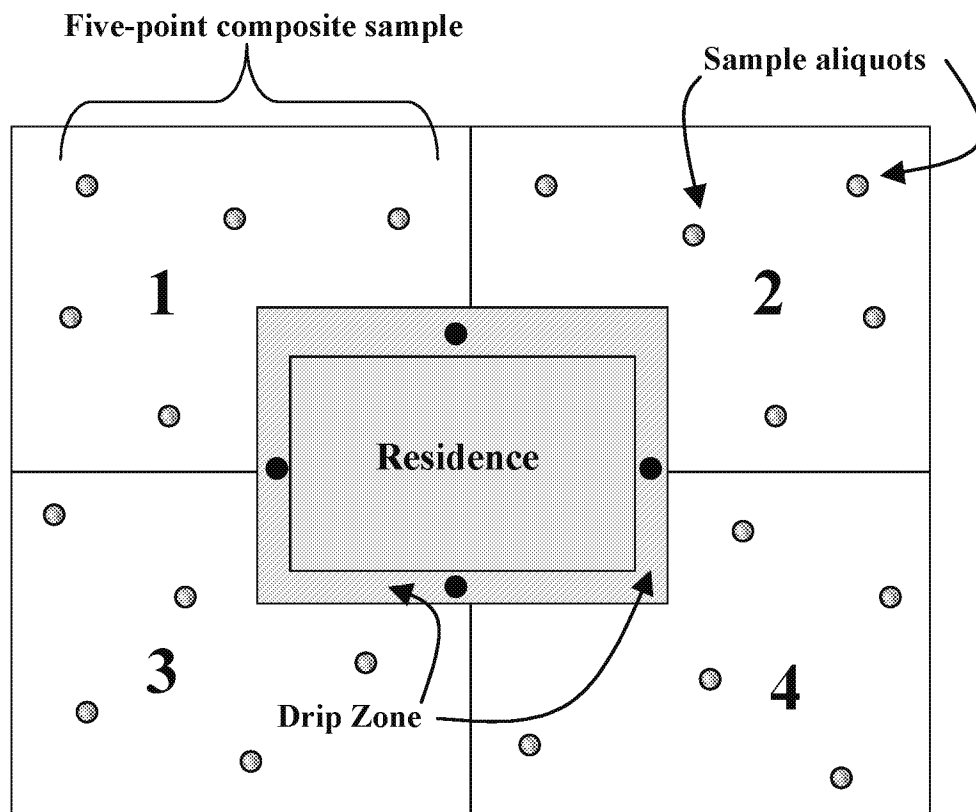 Five-point composite sample
Sample aliquots
1
2
Residence
3
4
Drip Zone